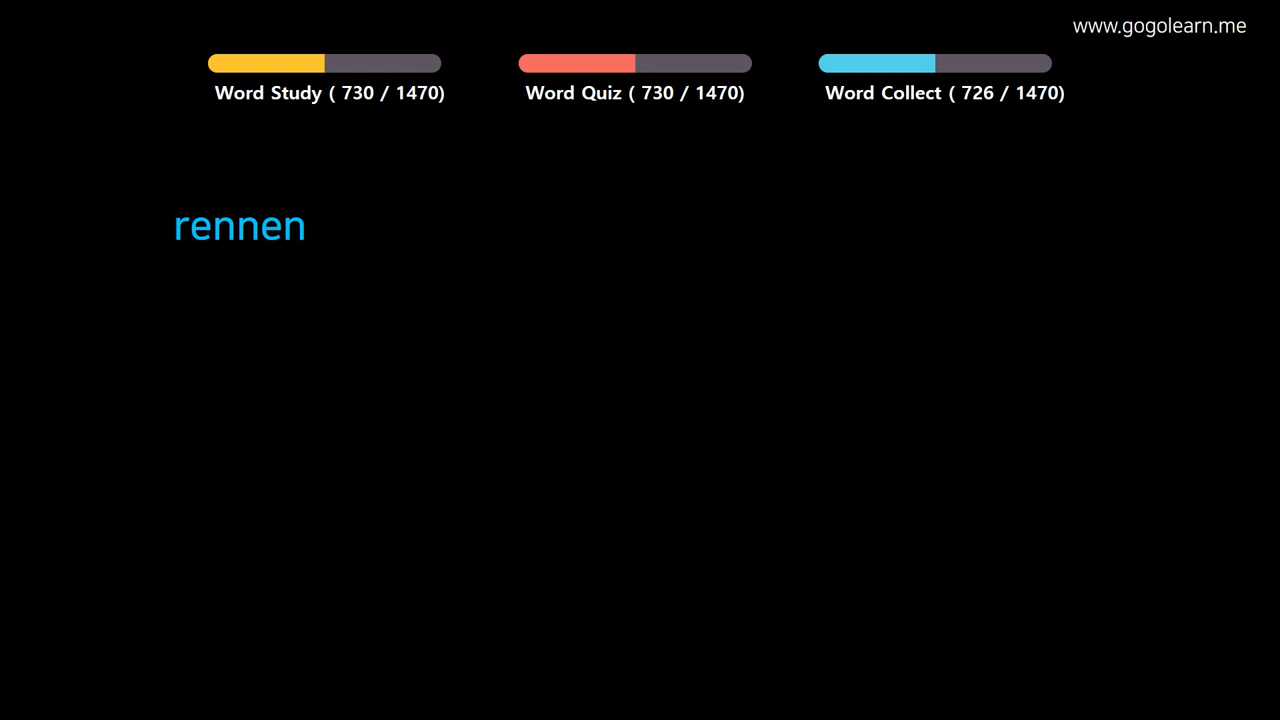 www.gogolearn.me
Word Study ( 730 / 1470)
Word Quiz ( 730 / 1470)
Word Collect ( 726 / 1470)
rennen